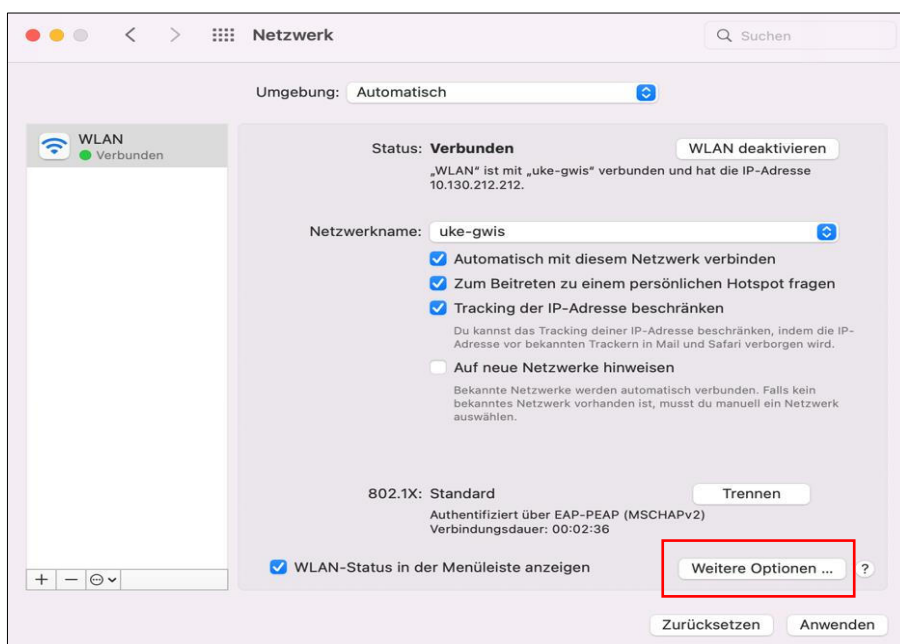 Netzwerk
Suchen
Umgebung: Automatisch
WLAN
Verbunden
Status: Verbunden
WLAN deaktivieren
„WLAN“ ist mit „uke-gwis“ verbunden und hat die IP-Adresse
10.130.212.212.
Netzwerkname: uke-gwis
Automatisch mit diesem Netzwerk verbinden
Zum Beitreten zu einem persönlichen Hotspot fragen
Tracking der IP-Adresse beschränken
Du kannst das Tracking deiner IP-Adresse beschränken, indem die IP-
Adresse vor bekannten Trackern in Mail und Safari verborgen wird.
Auf neue Netzwerke hinweisen
Bekannte Netzwerke werden automatisch verbunden. Falls kein
bekanntes Netzwerk vorhanden ist, musst du manuell ein Netzwerk
auswählen.
802.1X: Standard
Trennen
Authentifiziert über EAP-PEAP (MSCHAPv2)
Verbindungsdauer: 00:02:36
WLAN-Status in der Menüleiste anzeigen
Weitere Optionen ...
?
Zurücksetzen
Anwenden